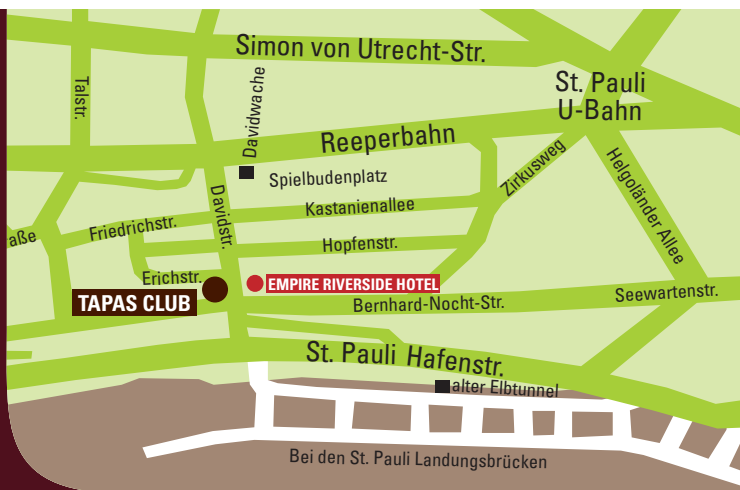 Simon von Utrecht-Str.
Talstr.
Davidwache
St. Pauli
U-Bahn
Reeperbahn
Zirkusweg
Helgoländer Allee
Spielbudenplatz
Davidstr.
Kastanienallee
Friedrichstr.
aße
Hopfenstr.
Erichstr.
EMPIRE RIVERSIDE HOTEL
TAPAS CLUB
Bernhard-Nocht-Str.
Seewartenstr.
St. Pauli Hafenstr.
alter Elbtunnel
Bei den St. Pauli Landungsbrücken